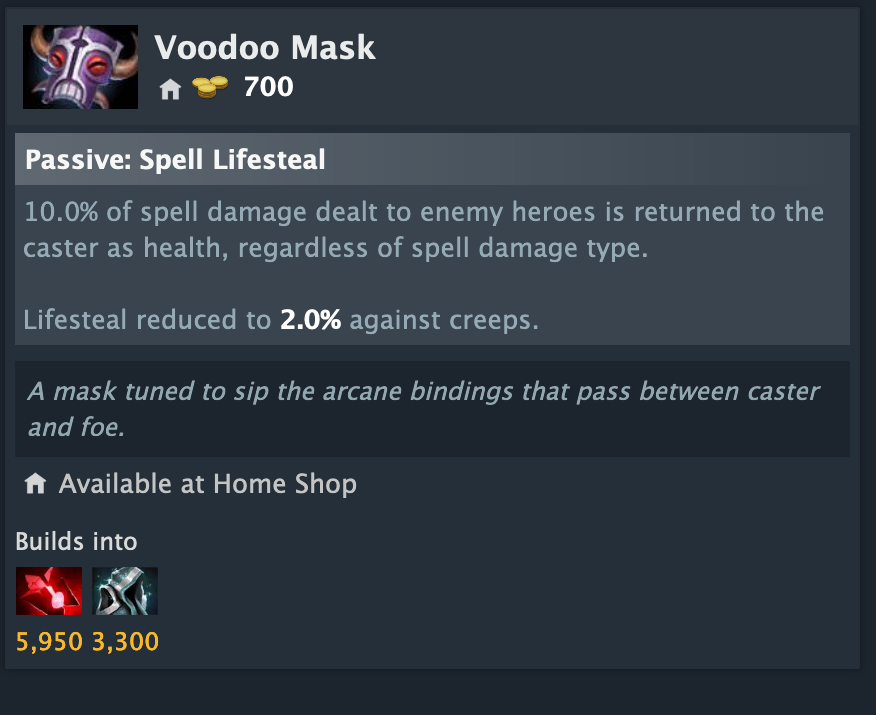 Voodoo Mask
700
Passive: Spell Lifesteal
10.0% of spell damage dealt to enemy heroes is returned to the
caster as health, regardless of spell damage type.
Lifesteal reduced to 2.0% against creeps.
A mask tuned to sip the arcane bindings that pass between caster
and foe.
Available at Home Shop
Builds into
5,950 3,300